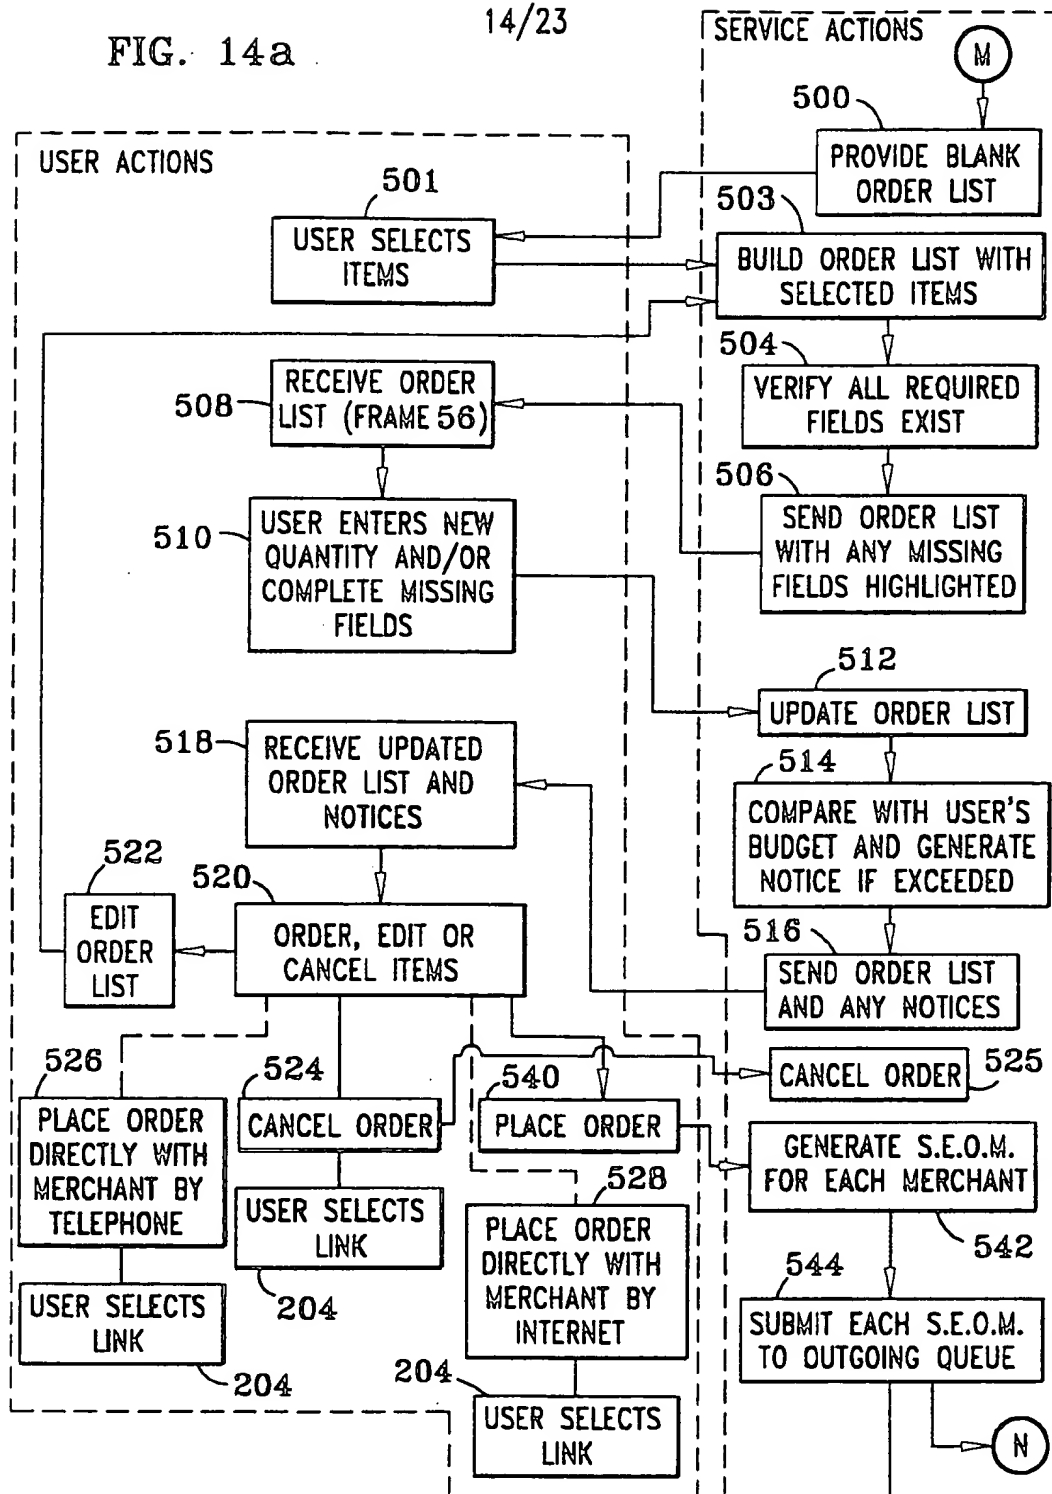 14/23
FIG. 14a
SERVICE ACTIONS
M
500
PROVIDE BLANK
ORDER LIST
USER ACTIONS
501
USER SELECTS
ITEMS
503
BUILD ORDER LIST WITH
SELECTED ITEMS
504
VERIFY ALL REQUIRED
FIELDS EXIST
508
RECEIVE ORDER
LIST (FRAME 56)
506
SEND ORDER LIST
WITH ANY MISSING
FIELDS HIGHLIGHTED
510
USER ENTERS NEW
QUANTITY AND/OR
COMPLETE MISSING
FIELDS
512
UPDATE ORDER LIST
518
RECEIVE UPDATED
ORDER LIST AND
NOTICES
514
COMPARE WITH USER'S
BUDGET AND GENERATE
NOTICE IF EXCEEDED
522
EDIT
ORDER
LIST
520
ORDER, EDIT OR
CANCEL ITEMS
516
SEND ORDER LIST
AND ANY NOTICES
526
PLACE ORDER
DIRECTLY WITH
MERCHANT BY
TELEPHONE
524
CANCEL ORDER
540
PLACE ORDER
CANCEL ORDER
525
GENERATE S.E.O.M.
FOR EACH MERCHANT
542
USER SELECTS
LINK
204
528
PLACE ORDER
DIRECTLY WITH
MERCHANT BY
INTERNET
544
SUBMIT EACH S.E.O.M.
TO OUTGOING QUEUE
USER SELECTS
LINK
204
204
USER SELECTS
LINK
N